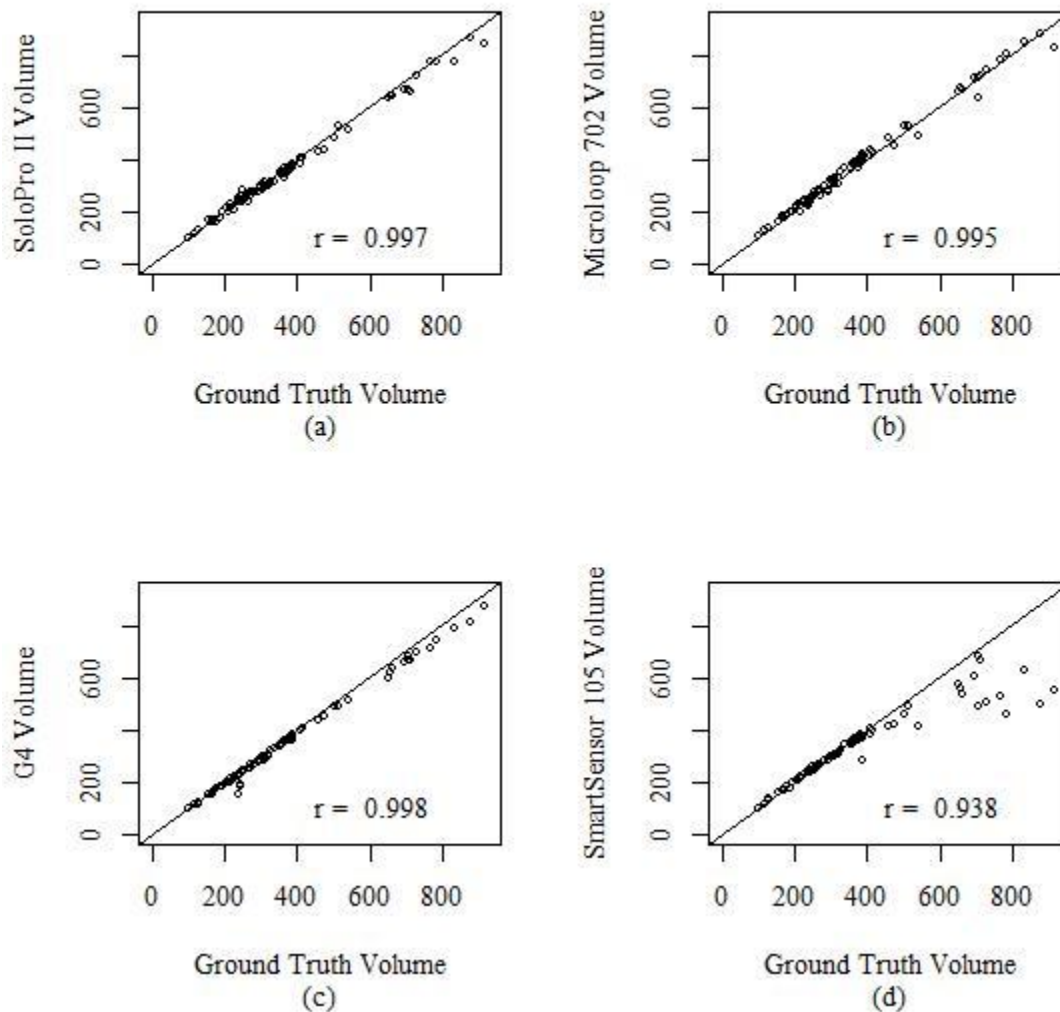 SoloPro II Volume
0 200 600
r = 0.997
0 200 400 600 800
Ground Truth Volume
(a)
Microloop 702 Volume
0 200 600
r = 0.995
0 200 400 600 800
Ground Truth Volume
(b)
G4 Volume
0 200 600
r = 0.998
0 200 400 600 800
Ground Truth Volume
(c)
SmartSensor 105 Volume
0 200 600
r = 0.938
0 200 400 600 800
Ground Truth Volume
(d)